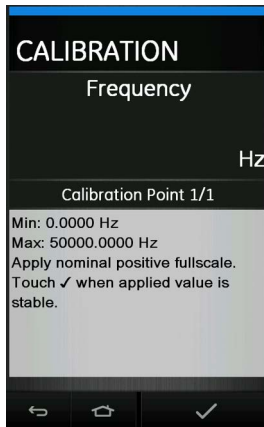 CALIBRATION
Frequency
Hz
Calibration Point 1/1
Min: 0.0000 Hz
Max: 50000.0000 Hz
Apply nominal positive fullscale.
Touch ✓ when applied value is
stable.